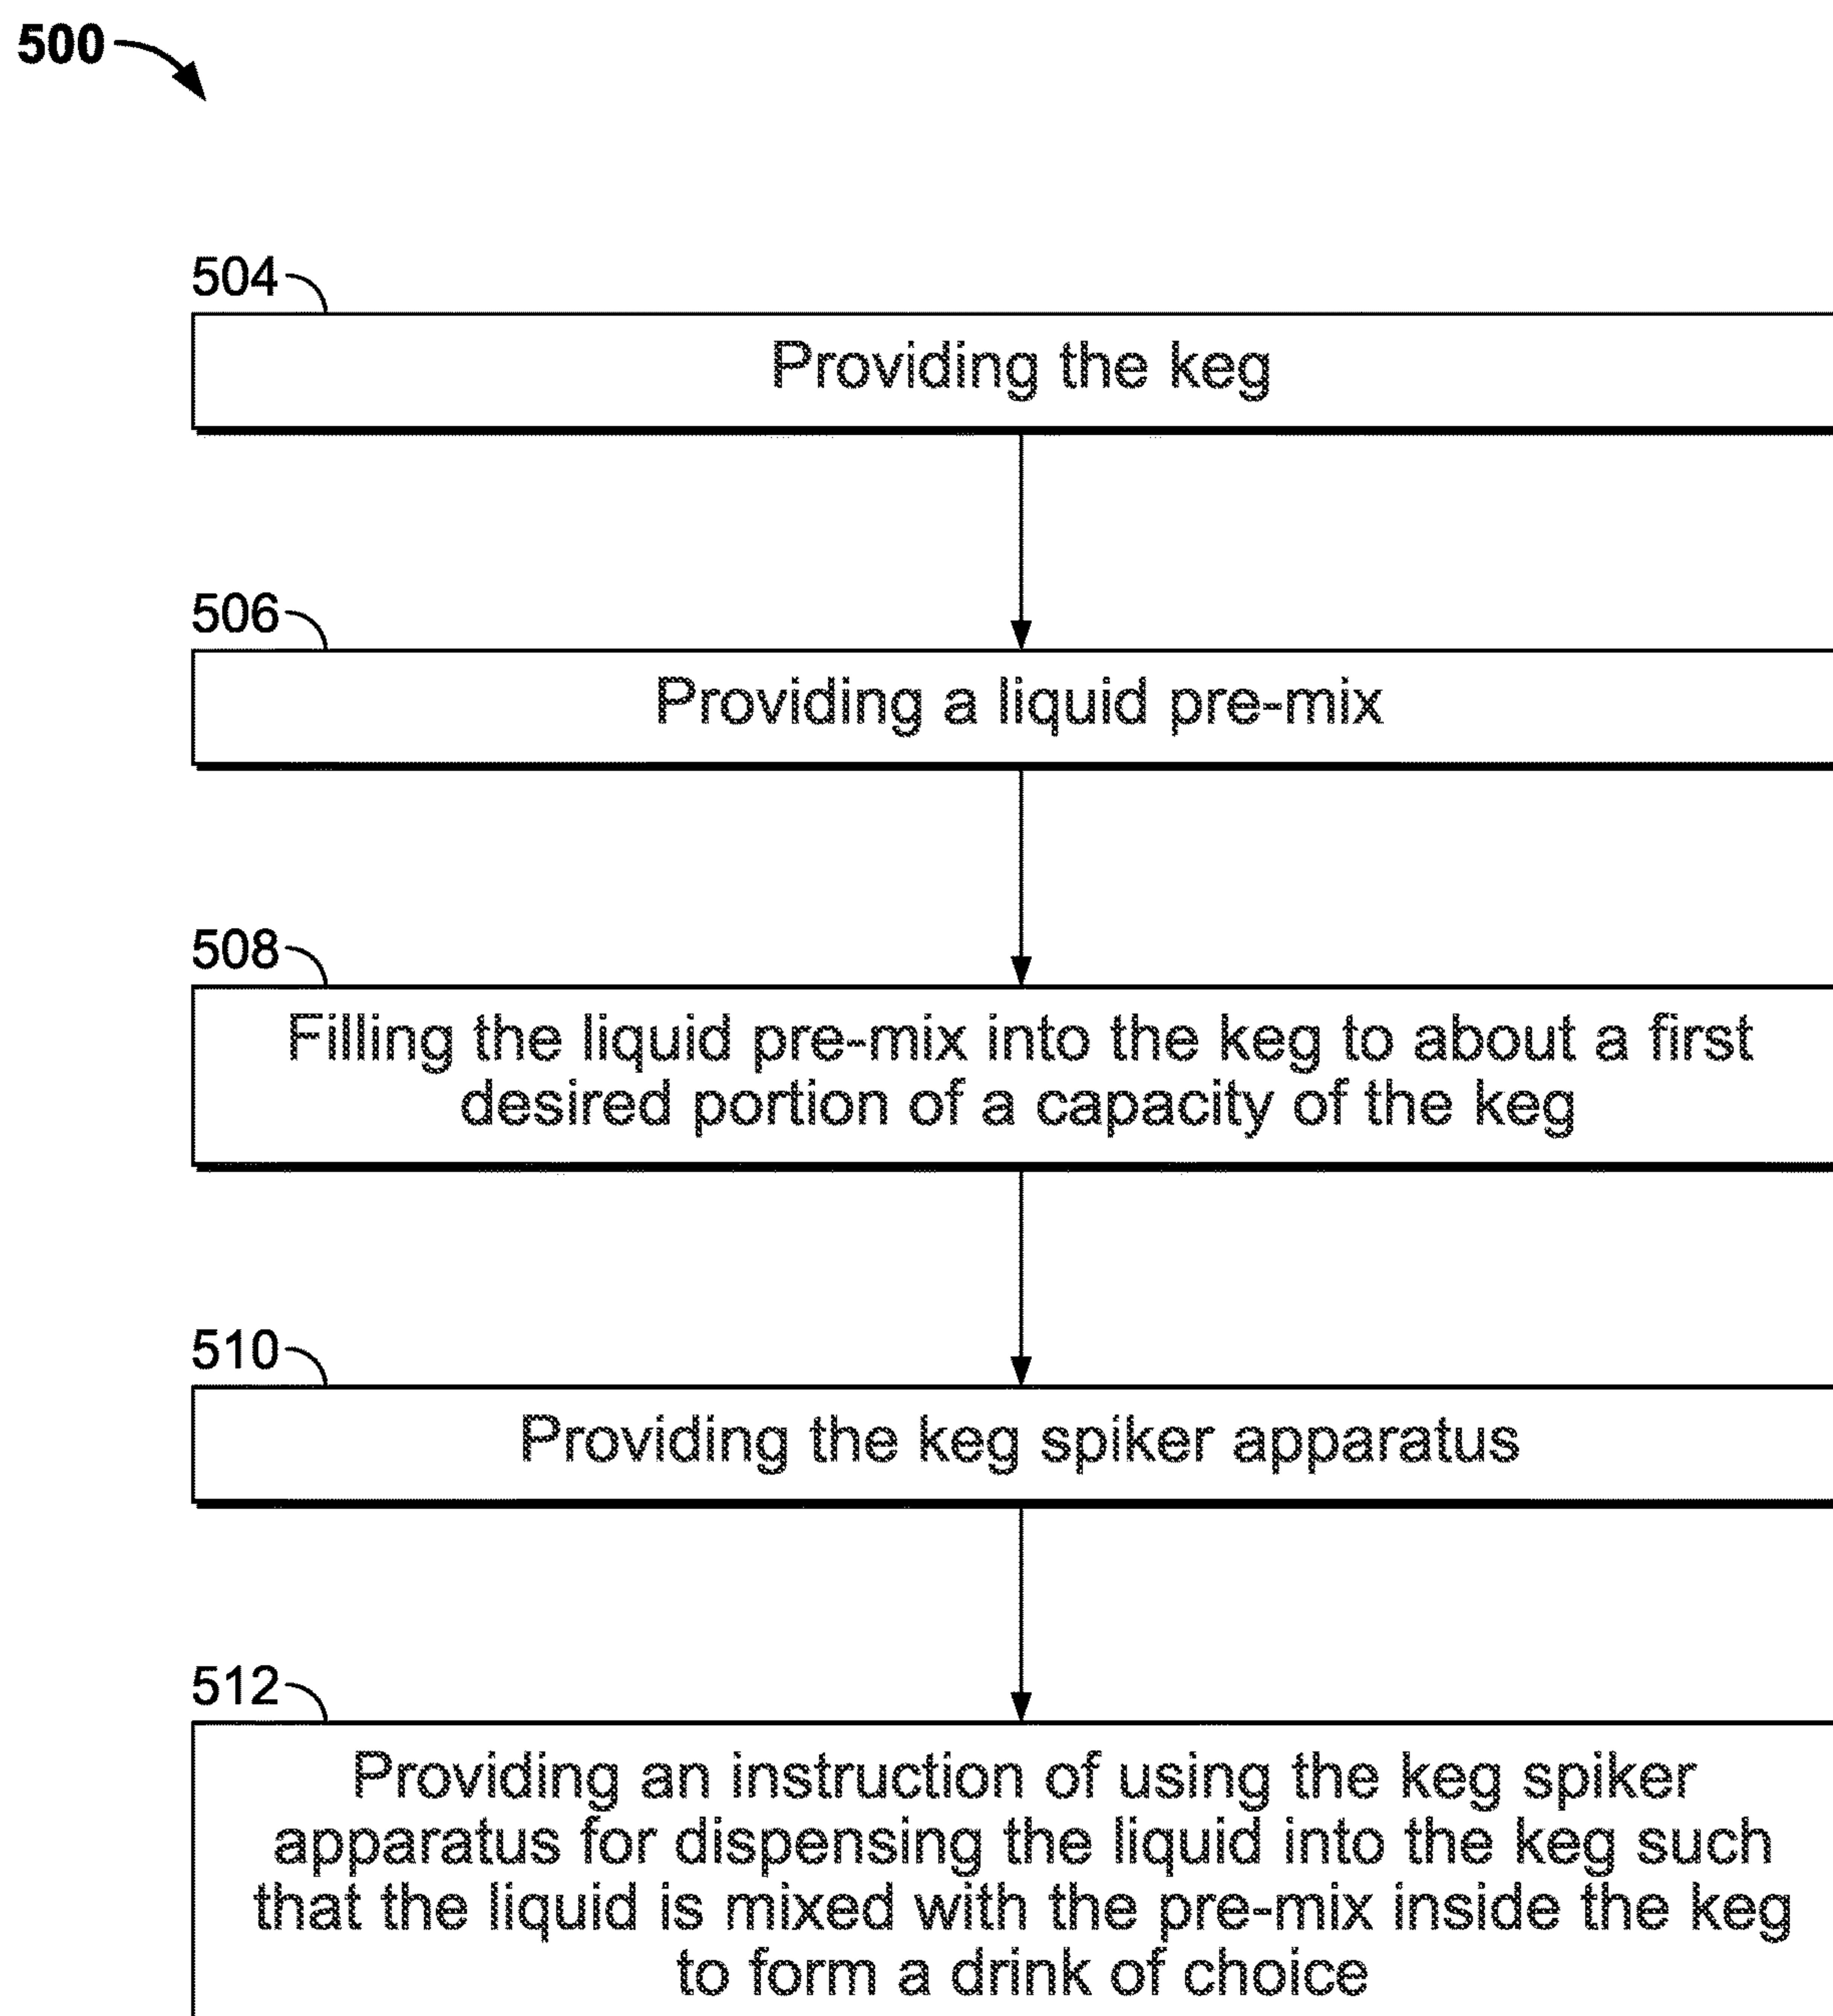 500
504
Providing the keg
506
Providing a liquid pre-mix
508
Filling the liquid pre-mix into the keg to about a first
desired portion of a capacity of the keg
510
Providing the keg spiker apparatus
512
Providing an instruction of using the keg spiker
apparatus for dispensing the liquid into the keg such
that the liquid is mixed with the pre-mix inside the keg
to form a drink of choice